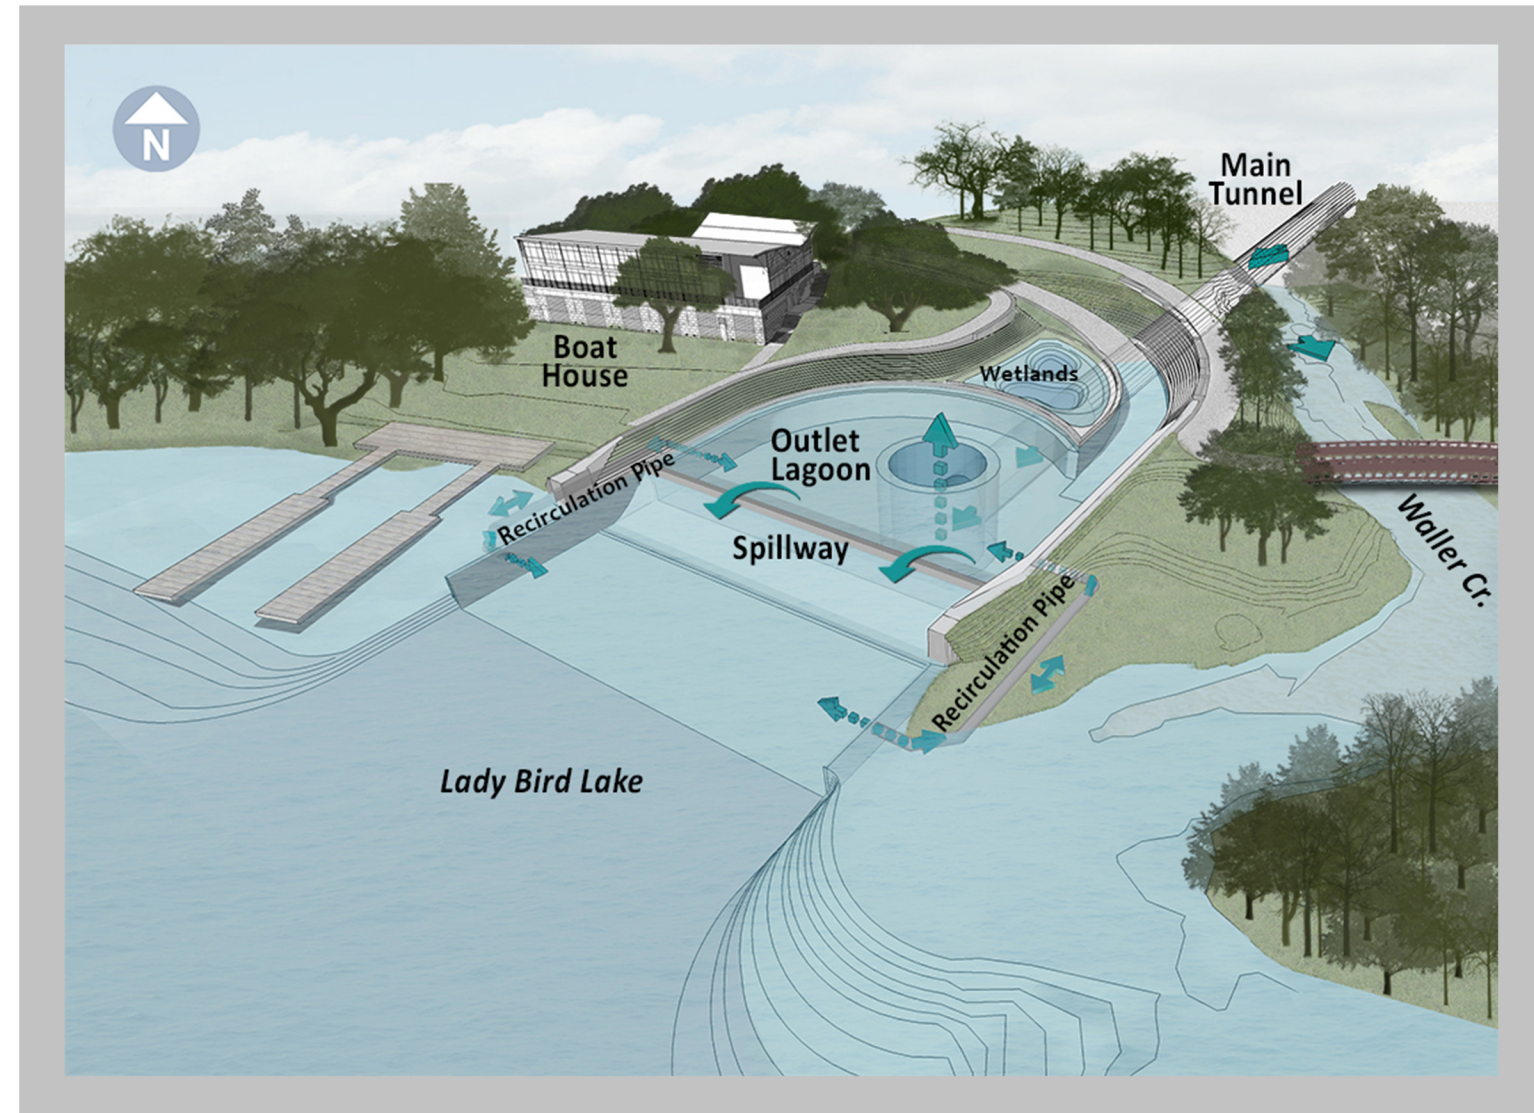 N
Main
Tunnel
Boat
House
Wetlands
Outlet
Lagoon
Recirculation Pipe
Spillway
Waller Cr.
Recirculation Pipe
Lady Bird Lake